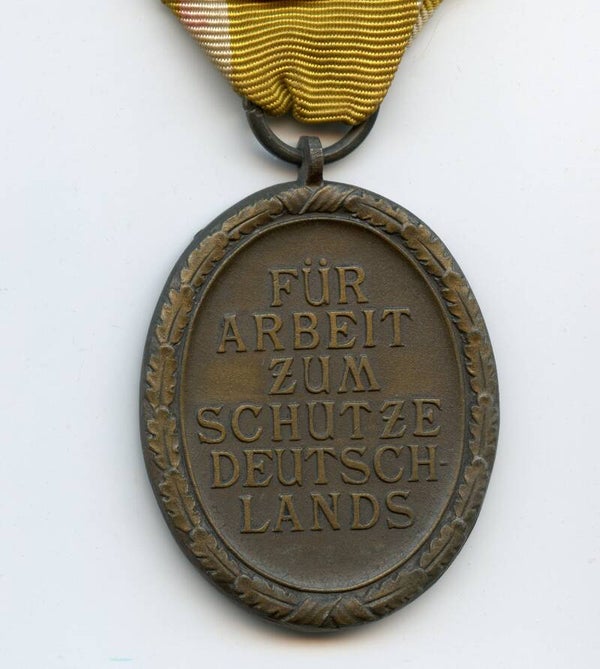 FÜR
ARBEIT
ZUM
SCHUTZE
DEUTSCH-
LANDS